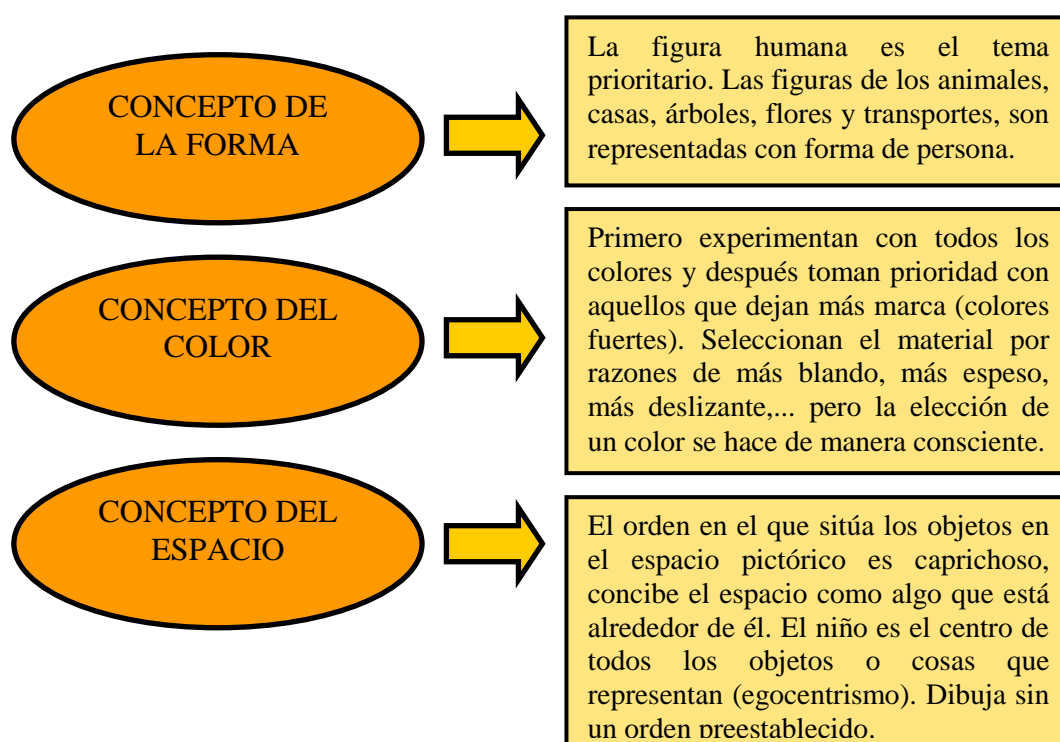 CONCEPTO DE
LA FORMA
La figura humana es el tema
prioritario. Las figuras de los animales,
casas, árboles, flores y transportes, son
representadas con forma de persona.
CONCEPTO DEL
COLOR
Primero experimentan con todos los
colores y después toman prioridad con
aquellos que dejan más marca (colores
fuertes). Seleccionan el material por
razones de más blando, más espeso,
más deslizante,... pero la elección de
un color se hace de manera consciente.
CONCEPTO DEL
ESPACIO
El orden en el que sitúa los objetos en
el espacio pictórico es caprichoso,
concibe el espacio como algo que está
alrededor de él. El niño es el centro de
todos los objetos o cosas que
representan (egocentrismo). Dibuja sin
un orden preestablecido.